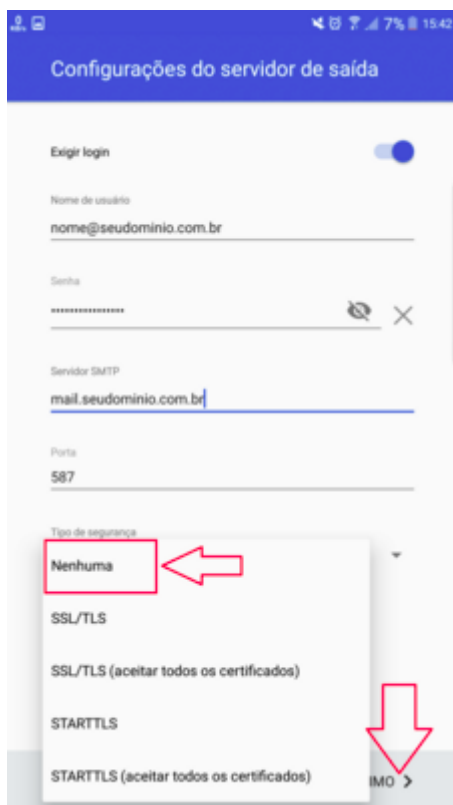 7% 15:42
Configurações do servidor de saída
Exigir login
Nome de usuário
nome@seudominio.com.br
Senha
Servidor SMTP
mail.seudominio.com.br
Porta
587
Tipo de segurança
Nenhuma
SSL/TLS
SSL/TLS (aceitar todos os certificados)
STARTTLS
STARTTLS (aceitar todos os certificados)
IMO